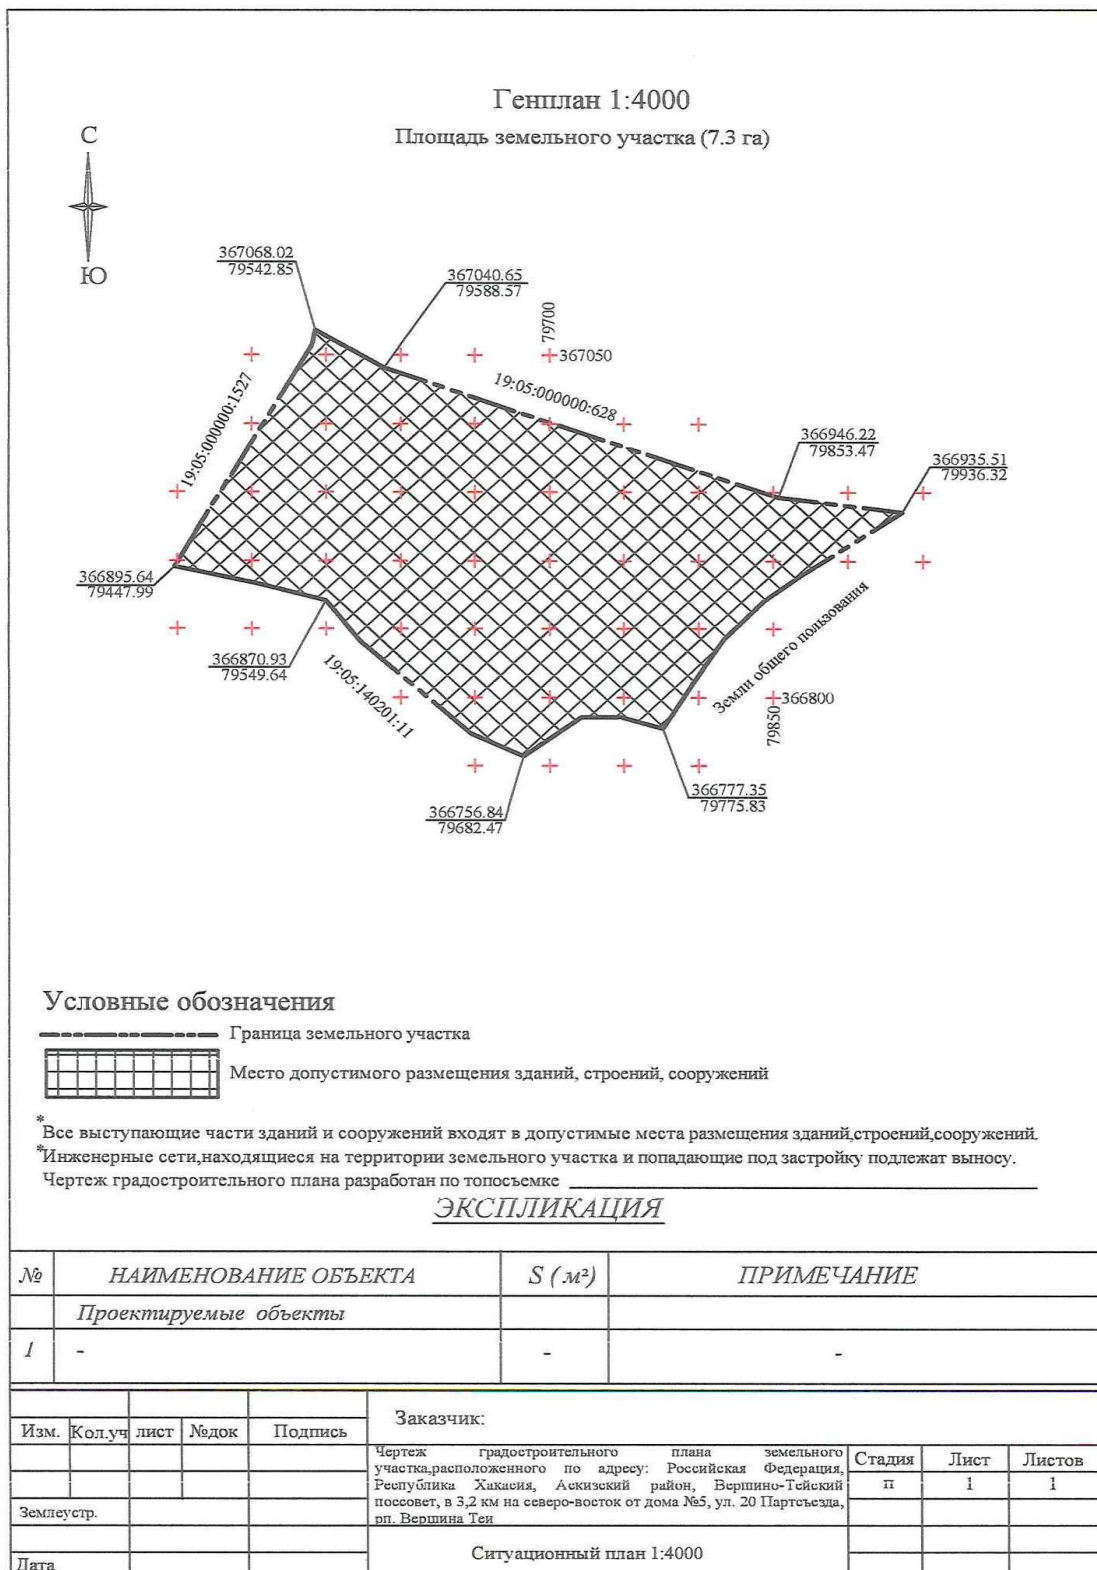 Генплан 1:4000
Площадь земельного участка (7.3 га)
С
Ю
367068.02
79542.85
367040.65
79588.57
79700
367050
19:05:000000:1527
19:05:000000:628
366946.22
79853.47
366935.51
79936.32
366895.64
79447.99
366870.93
79549.64
19:05:140201:11
Земли общего пользования
366800
79850
366777.35
79775.83
366756.84
79682.47
Условные обозначения
Граница земельного участка
Место допустимого размещения зданий, строений, сооружений
*Все выступающие части зданий и сооружений входят в допустимые места размещения зданий,строений,сооружений.
*Инженерные сети,находящиеся на территории земельного участка и попадающие под застройку подлежат выносу.
Чертеж градостроительного плана разработан по топосъемке
ЭКСПЛИКАЦИЯ
№ НАИМЕНОВАНИЕ ОБЪЕКТА S ( м²) ПРИМЕЧАНИЕ
Проектируемые объекты
1 - - -
Заказчик:
Изм. Кол.уч лист №док Подпись
Чертеж градостроительного плана земельного
участка,расположенного по адресу: Российская Федерация,
Республика Хакасия, Аскизский район, Вершино-Тейский
поссовет, в 3,2 км на северо-восток от дома №5, ул. 20 Партсъезда,
рп. Вершина Теи
Стадия Лист Листов
п 1 1
Землеустр.
Ситуационный план 1:4000
Дата